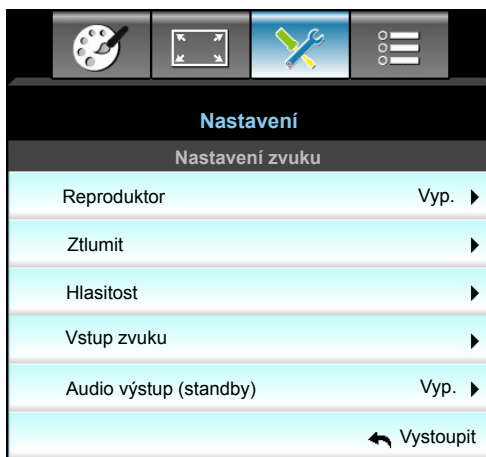 Nastavení
Nastavení zvuku
Reproduktor Vyp.
Ztlumit
Hlasitost
Vstup zvuku
Audio výstup (standby) Vyp.
Vystoupit